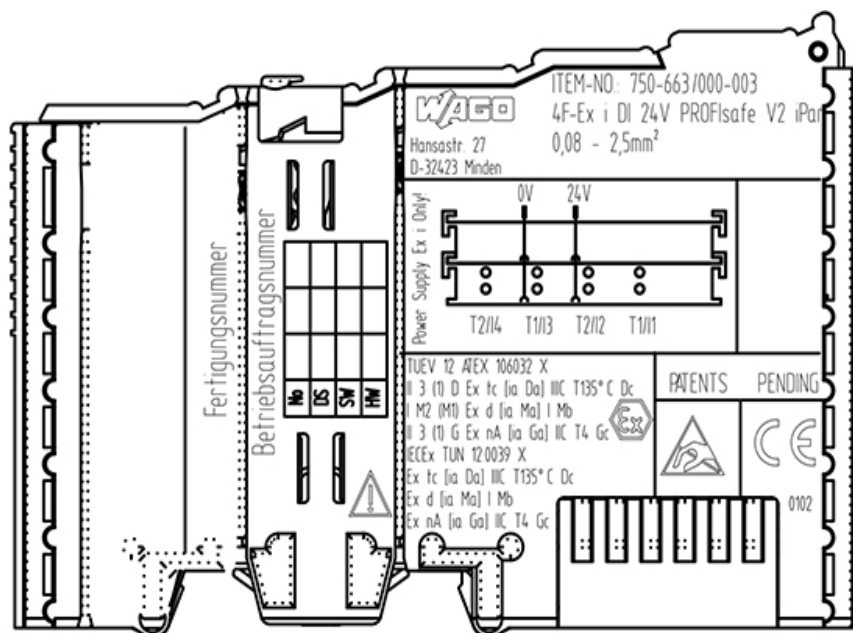 WAGO
Hansastr. 27
D-32423 Minden
ITEM-NO.: 750-663/000-003
4F-Ex i DI 24V PROFIsafe V2 iPar
0,08 - 2,5mm²
Fertigungsnummer
Betriebsauftragsnummer
No
DS
SW
HW
Power Supply Ex i Only!
0V 24V
T2/I4 T1/I3 T2/I2 T1/I1
TUEV 12 ATEX 106032 X
II 3 (1) D Ex tc [ia Da] IIIC T135°C Dc
I M2 (M1) Ex d [ia Ma] I Mb
II 3 (1) G Ex nA [ia Ga] IIC T4 Gc
IECEx TUN 12 0039 X
Ex tc [ia Da] IIIC T135°C Dc
Ex d [ia Ma] I Mb
Ex nA [ia Ga] IIC T4 Gc
Ex
PATENTS PENDING
CE
0102